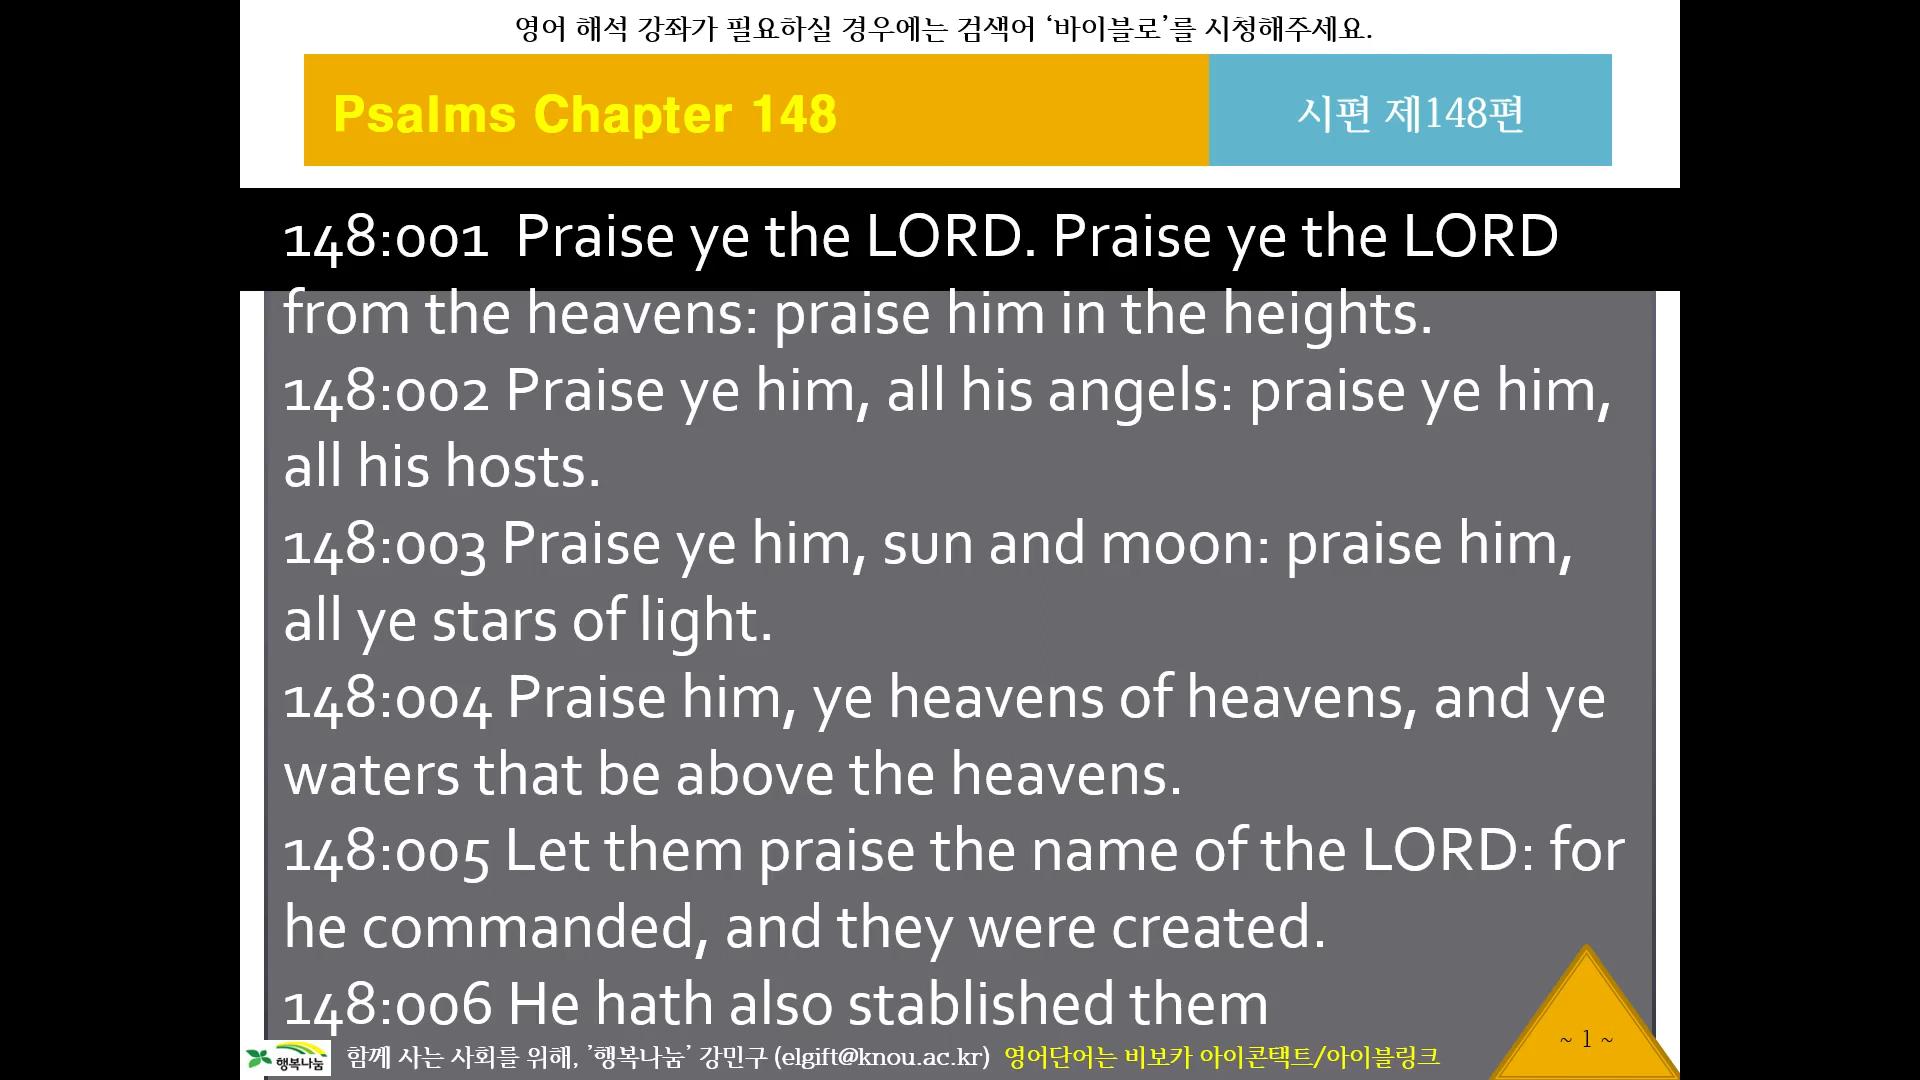 영어 해석 강좌가 필요하실 경우에는 검색어 ‘바이블로’를 시청해주세요.
Psalms Chapter 148
시편 제148편
148:001  Praise ye the LORD. Praise ye the LORD
from the heavens: praise him in the heights.
148:002 Praise ye him, all his angels: praise ye him,
all his hosts.
148:003 Praise ye him, sun and moon: praise him,
all ye stars of light.
148:004 Praise him, ye heavens of heavens, and ye
waters that be above the heavens.
148:005 Let them praise the name of the LORD: for
he commanded, and they were created.
148:006 He hath also stablished them
~ 1 ~
행복나눔
함께 사는 사회를 위해, ’행복나눔’ 강민구 (elgift@knou.ac.kr)  영어단어는 비보카 아이콘택트/아이블링크